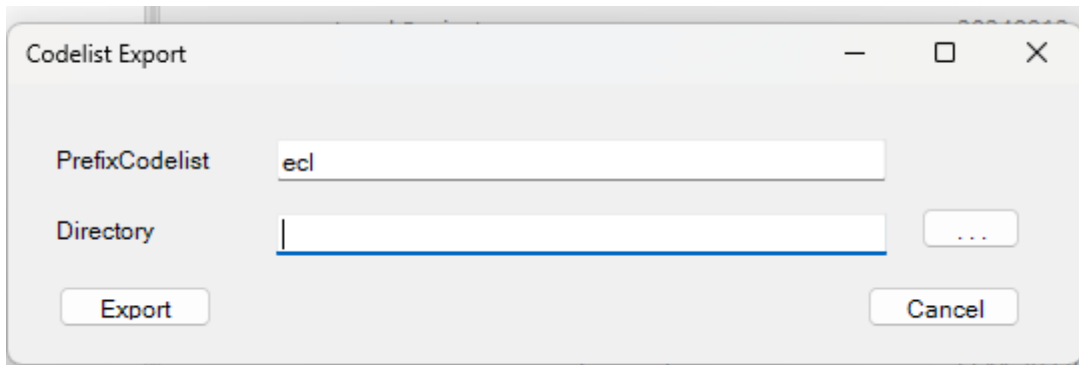 Codelist Export
PrefixCodelist ecl
Directory ...
Export Cancel